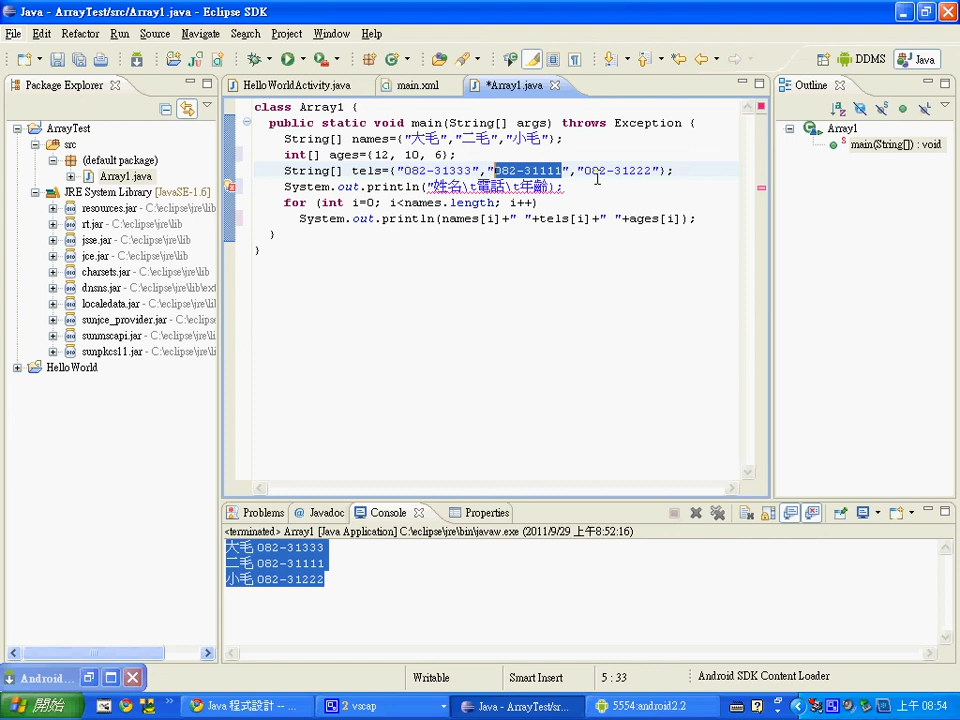 Java - ArrayTest/src/Array1.java - Eclipse SDK
File Edit Refactor Run Source Navigate Search Project Window Help
DDMS Java
Package Explorer
HelloWorldActivity.java main.xml *Array1.java
Outline
ArrayTest
src
(default package)
Array1.java
JRE System Library [JavaSE-1.6]
resources.jar - C:\eclipse\jre\lib
rt.jar - C:\eclipse\jre\lib
jsse.jar - C:\eclipse\jre\lib
jce.jar - C:\eclipse\jre\lib
charsets.jar - C:\eclipse\jre\lib
dnsns.jar - C:\eclipse\jre\lib\ext
localedata.jar - C:\eclipse\jre\lib
sunjce_provider.jar - C:\eclipse
sunmscapi.jar - C:\eclipse\jre\lib
sunpkcs11.jar - C:\eclipse\jre\lib
HelloWorld
class Array1 {
public static void main(String[] args) throws Exception {
String[] names={"大毛","二毛","小毛"};
int[] ages={12, 10, 6};
String[] tels={"082-31333","082-31111","082-31222"};
System.out.println("姓名\t電話\t年齡);
for (int i=0; i<names.length; i++)
System.out.println(names[i]+" "+tels[i]+" "+ages[i]);
}
}
Array1
main(String[]) : void
Problems Javadoc Console Properties
<terminated> Array1 [Java Application] C:\eclipse\jre\bin\javaw.exe (2011/9/29 上午8:52:16)
大毛 082-31333
二毛 082-31111
小毛 082-31222
Android...
Writable Smart Insert 5 : 33 Android SDK Content Loader
開始 Java 程式設計 -- ... 2 vscap Java - ArrayTest/sr... 5554:android2.2 上午 08:54